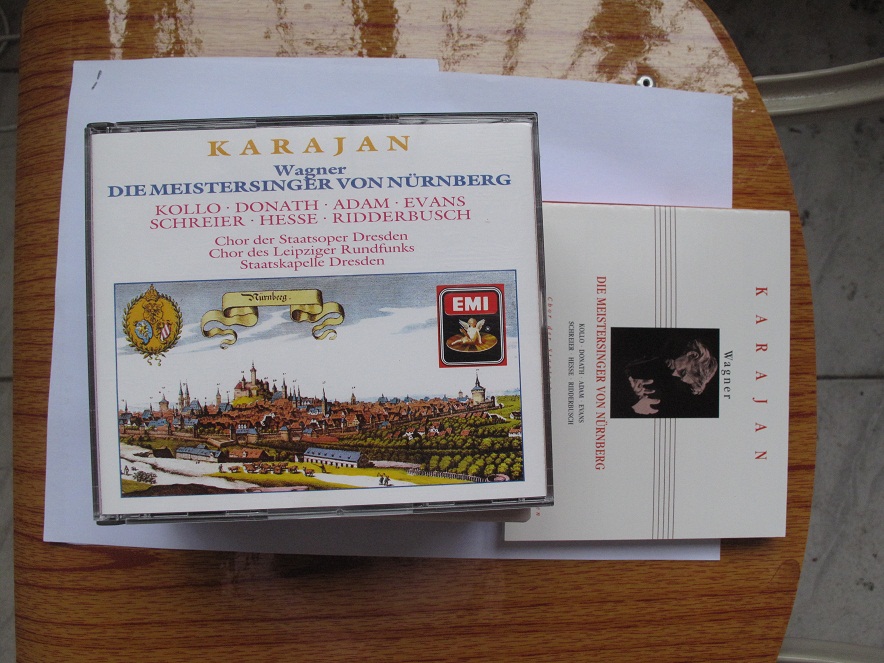 KARAJAN
Wagner
DIE MEISTERSINGER VON NÜRNBERG
KOLLO · DONATH · ADAM · EVANS
SCHREIER · HESSE · RIDDERBUSCH
Chor der Staatsoper Dresden
Chor des Leipziger Rundfunks
Staatskapelle Dresden
Nürnberg.
EMI
KARAJAN
Wagner
DIE MEISTERSINGER VON NÜRNBERG
KOLLO DONATH ADAM EVANS
SCHREIER HESSE RIDDERBUSCH
Chor der